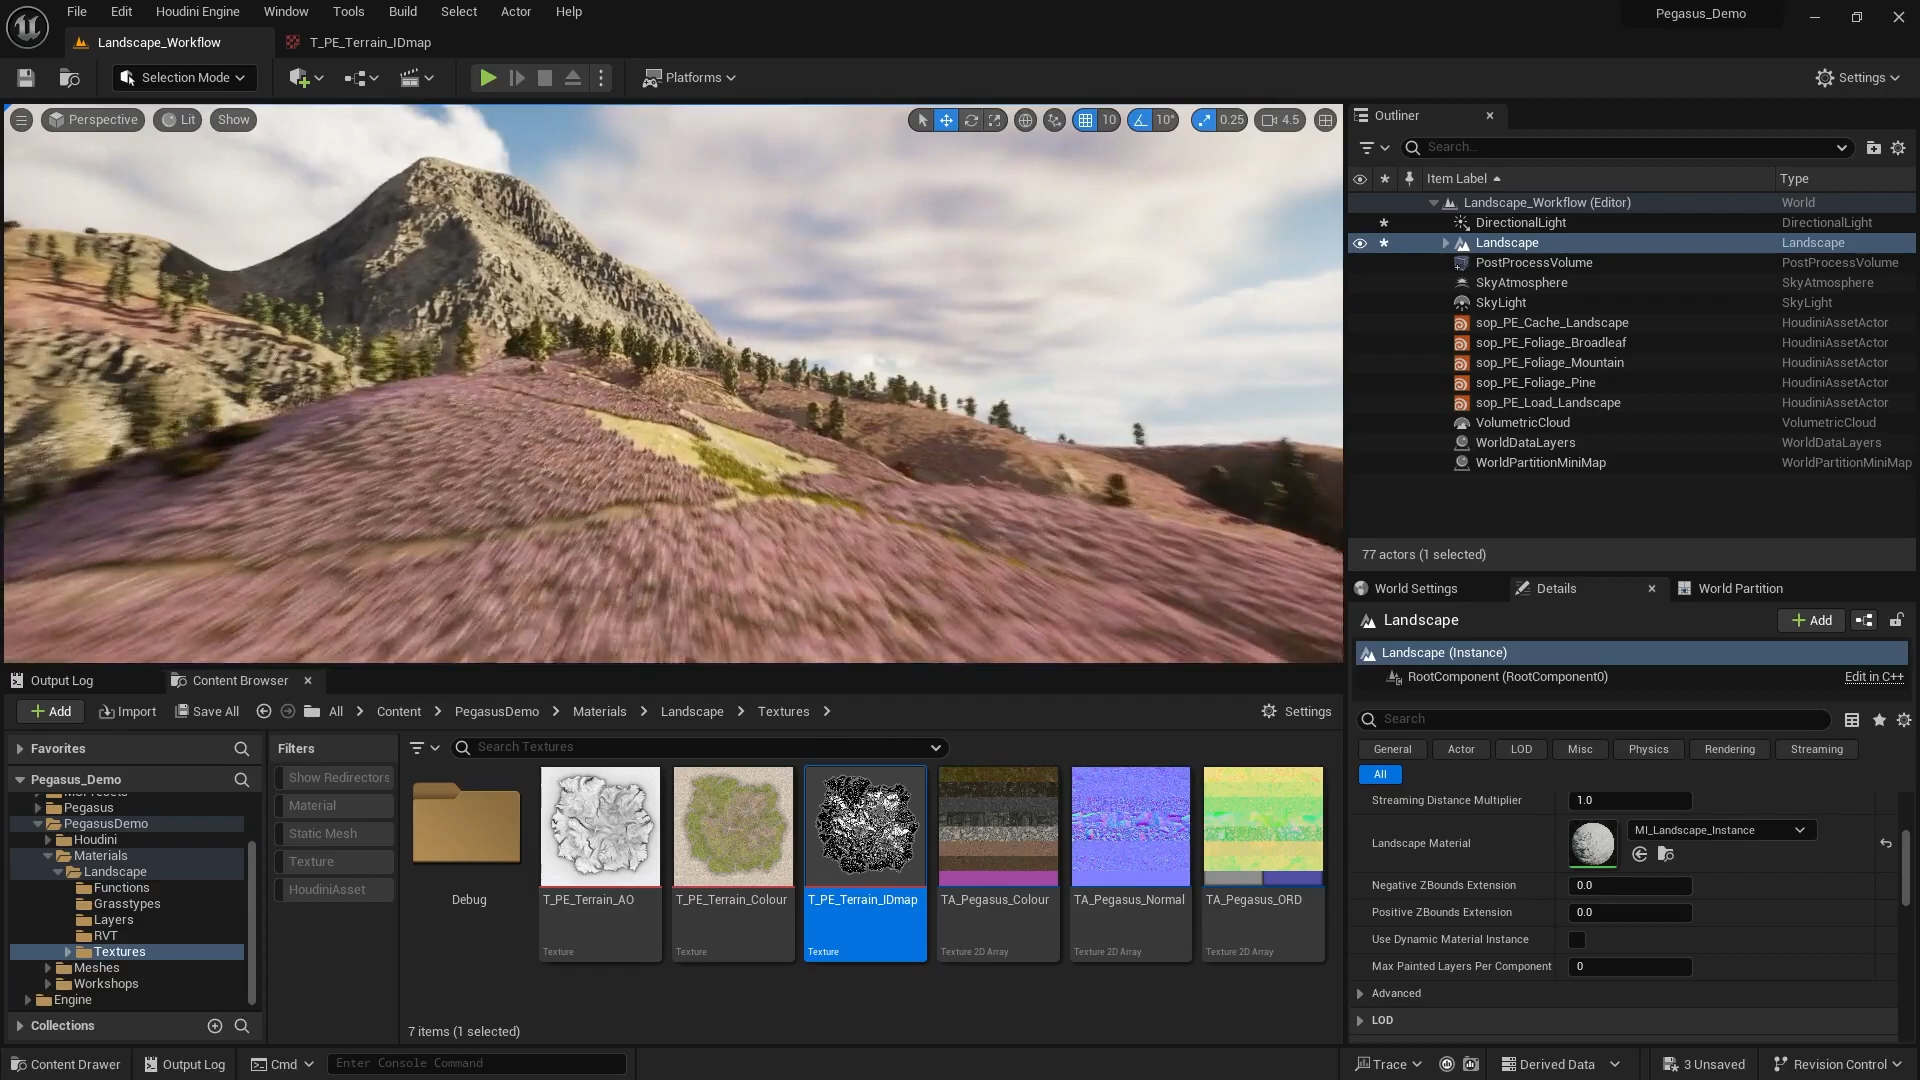 File Edit Houdini Engine Window Tools Build Select Actor Help
Pegasus_Demo
Landscape_Workflow
T_PE_Terrain_IDmap
Selection Mode
Platforms
Settings
Perspective
Lit
Show
10
10°
0.25
4.5
Outliner
Search...
Item Label
Type
Landscape_Workflow (Editor) World
DirectionalLight DirectionalLight
Landscape Landscape
PostProcessVolume PostProcessVolume
SkyAtmosphere SkyAtmosphere
SkyLight SkyLight
sop_PE_Cache_Landscape HoudiniAssetActor
sop_PE_Foliage_Broadleaf HoudiniAssetActor
sop_PE_Foliage_Mountain HoudiniAssetActor
sop_PE_Foliage_Pine HoudiniAssetActor
sop_PE_Load_Landscape HoudiniAssetActor
VolumetricCloud VolumetricCloud
WorldDataLayers WorldDataLayers
WorldPartitionMiniMap WorldPartitionMiniMap
77 actors (1 selected)
World Settings
Details
World Partition
Landscape
Add
Landscape (Instance)
RootComponent (RootComponent0)
Edit in C++
Search
General Actor LOD Misc Physics Rendering Streaming
All
Streaming Distance Multiplier 1.0
Landscape Material MI_Landscape_Instance
Negative ZBounds Extension 0.0
Positive ZBounds Extension 0.0
Use Dynamic Material Instance
Max Painted Layers Per Component 0
Advanced
LOD
Output Log
Content Browser
Add
Import
Save All
All
Content
PegasusDemo
Materials
Landscape
Textures
Settings
Favorites
Pegasus_Demo
MSPresets
Pegasus
PegasusDemo
Houdini
Materials
Landscape
Functions
Grasstypes
Layers
RVT
Textures
Meshes
Workshops
Engine
Collections
Filters
Show Redirectors
Material
Static Mesh
Texture
HoudiniAsset
Search Textures
Debug
T_PE_Terrain_AO
Texture
T_PE_Terrain_Colour
Texture
T_PE_Terrain_IDmap
Texture
TA_Pegasus_Colour
Texture 2D Array
TA_Pegasus_Normal
Texture 2D Array
TA_Pegasus_ORD
Texture 2D Array
7 items (1 selected)
Content Drawer
Output Log
Cmd
Enter Console Command
Trace
Derived Data
3 Unsaved
Revision Control